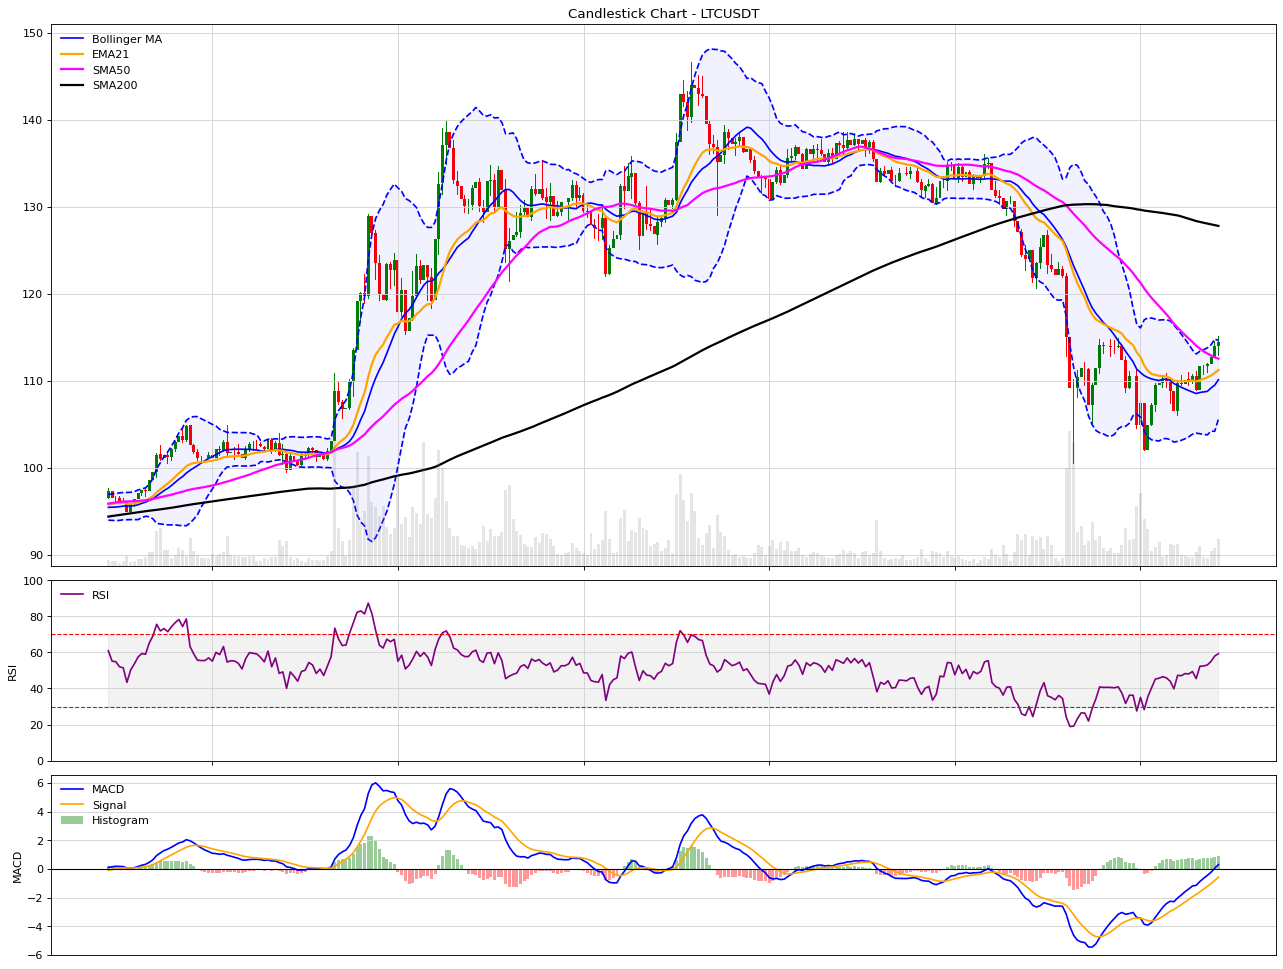 Candlestick Chart - LTCUSDT
150
140
130
120
110
100
90
Bollinger MA
EMA21
SMA50
SMA200
100
80
60
40
20
0
RSI
RSI
6
4
2
0
−2
−4
−6
MACD
MACD
Signal
Histogram